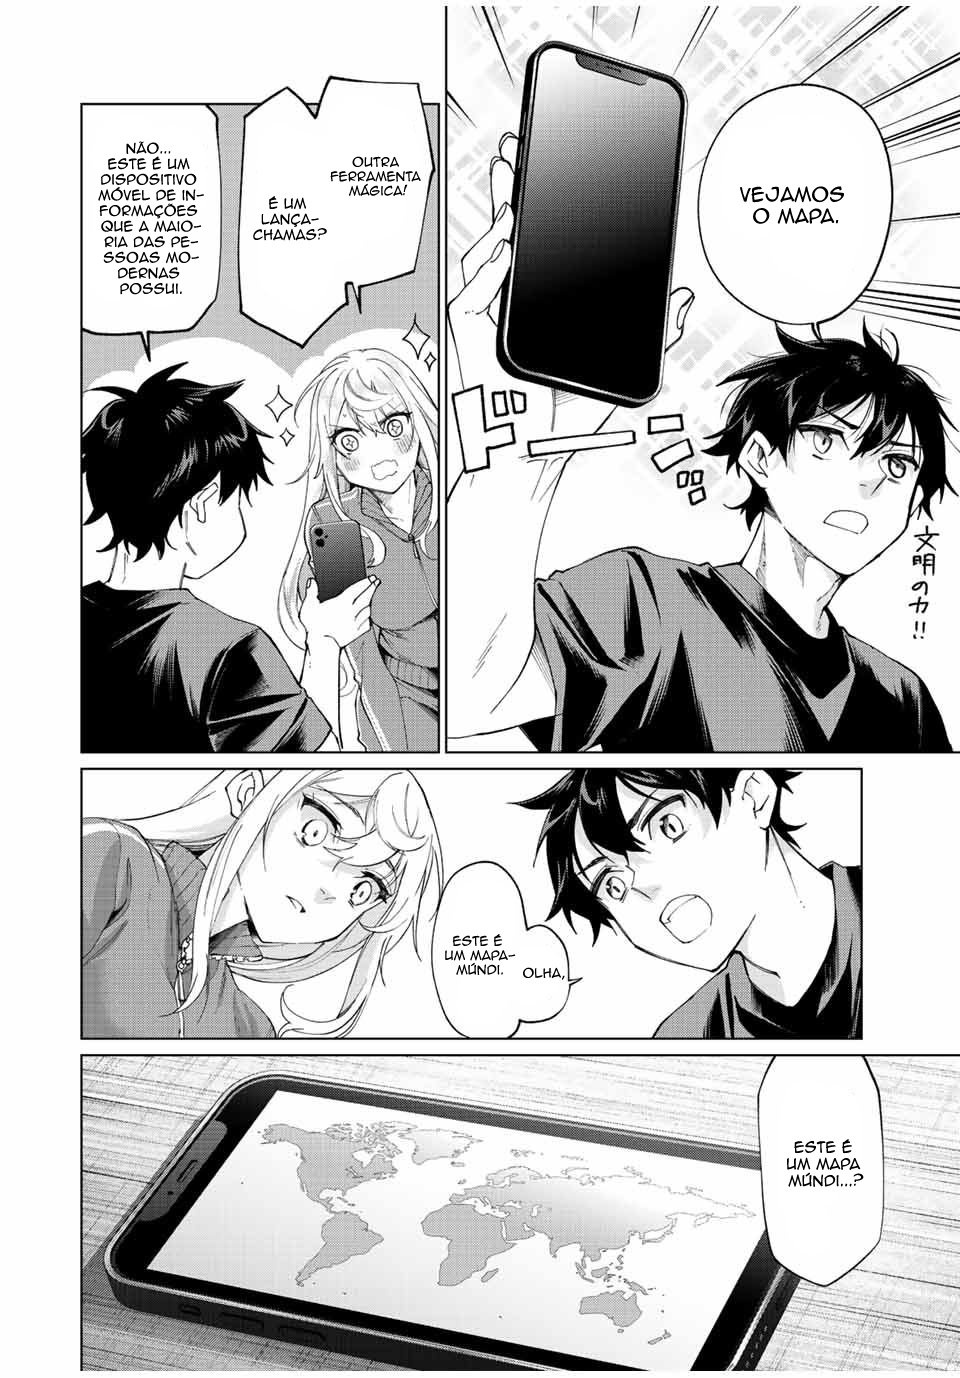 VEJAMOS
O MAPA.
ドーン
文明の力!!
OUTRA
FERRAMENTA
MÁGICA!
É UM
LANÇA-
CHAMAS?
NÃO...
ESTE É UM
DISPOSITIVO
MÓVEL DE IN-
FORMAÇÕES
QUE A MAIO-
RIA DAS PE-
SSOAS MO-
DERNAS
POSSUI.
OLHA,
ESTE É
UM MAPA-
MÚNDI.
ESTE É
UM MAPA
MÚNDI...?